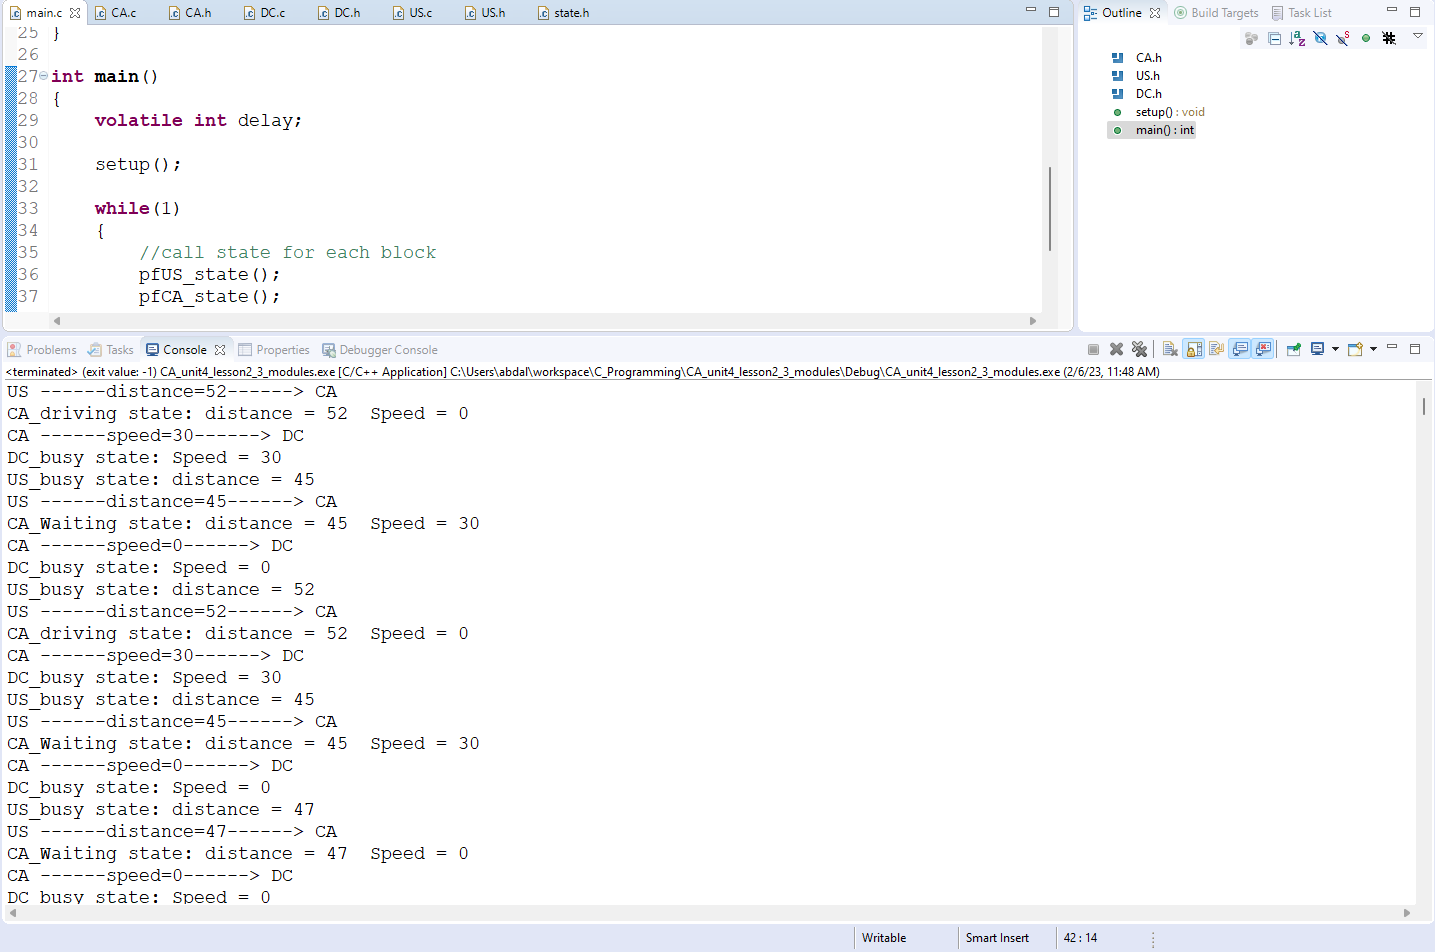 main.c CA.c CA.h DC.c DC.h US.c US.h state.h
25 }
26
27 int main()
28 {
29 volatile int delay;
30
31 setup();
32
33 while(1)
34 {
35 //call state for each block
36 pfUS_state();
37 pfCA_state();
Outline Build Targets Task List
CA.h
US.h
DC.h
setup() : void
main() : int
Problems Tasks Console Properties Debugger Console
<terminated> (exit value: -1) CA_unit4_lesson2_3_modules.exe [C/C++ Application] C:\Users\abdal\workspace\C_Programming\CA_unit4_lesson2_3_modules\Debug\CA_unit4_lesson2_3_modules.exe (2/6/23, 11:48 AM)
US ------distance=52------> CA
CA_driving state: distance = 52  Speed = 0
CA ------speed=30------> DC
DC_busy state: Speed = 30
US_busy state: distance = 45
US ------distance=45------> CA
CA_Waiting state: distance = 45  Speed = 30
CA ------speed=0------> DC
DC_busy state: Speed = 0
US_busy state: distance = 52
US ------distance=52------> CA
CA_driving state: distance = 52  Speed = 0
CA ------speed=30------> DC
DC_busy state: Speed = 30
US_busy state: distance = 45
US ------distance=45------> CA
CA_Waiting state: distance = 45  Speed = 30
CA ------speed=0------> DC
DC_busy state: Speed = 0
US_busy state: distance = 47
US ------distance=47------> CA
CA_Waiting state: distance = 47  Speed = 0
CA ------speed=0------> DC
DC_busy state: Speed = 0
Writable Smart Insert 42 : 14